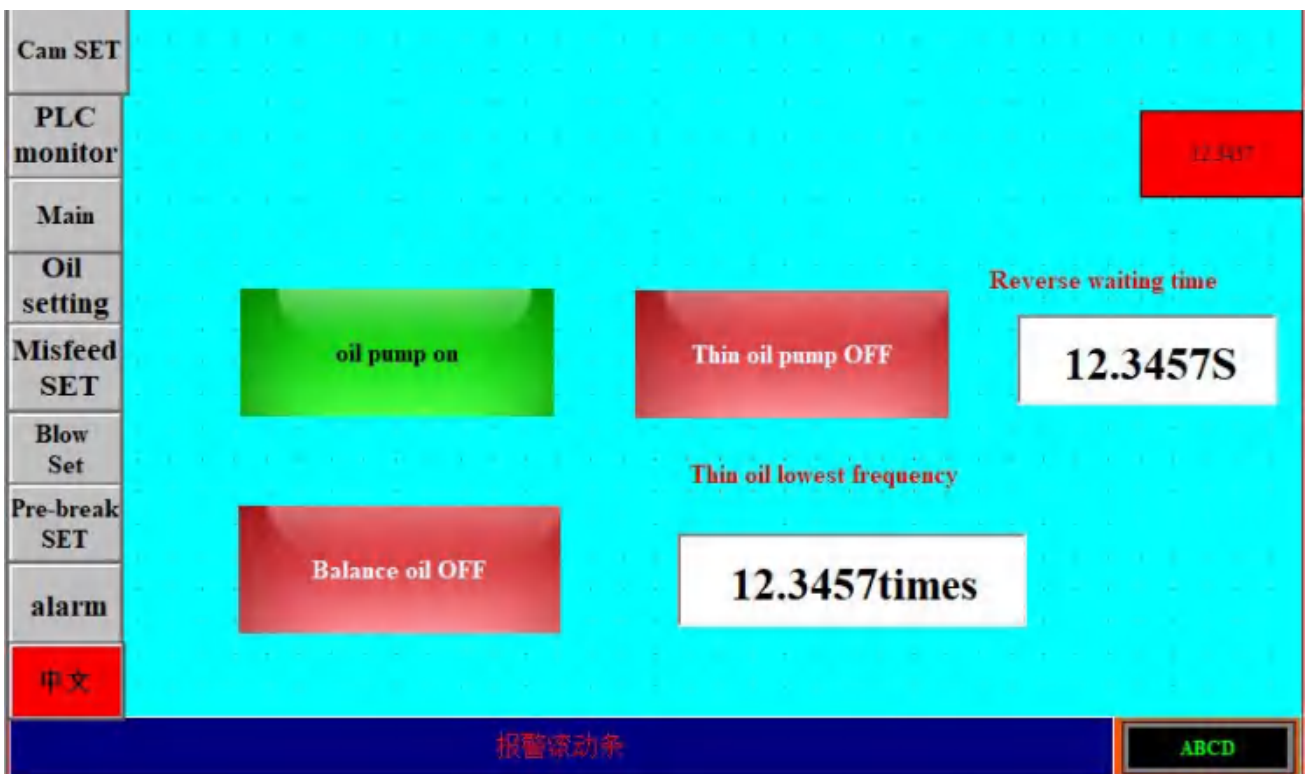 Cam SET
PLC
monitor
Main
Oil
setting
Misfeed
SET
Blow
Set
Pre-break
SET
alarm
中文
12.3457
oil pump on
Thin oil pump OFF
Reverse waiting time
12.3457S
Balance oil OFF
Thin oil lowest frequency
12.3457times
报警滚动条
ABCD